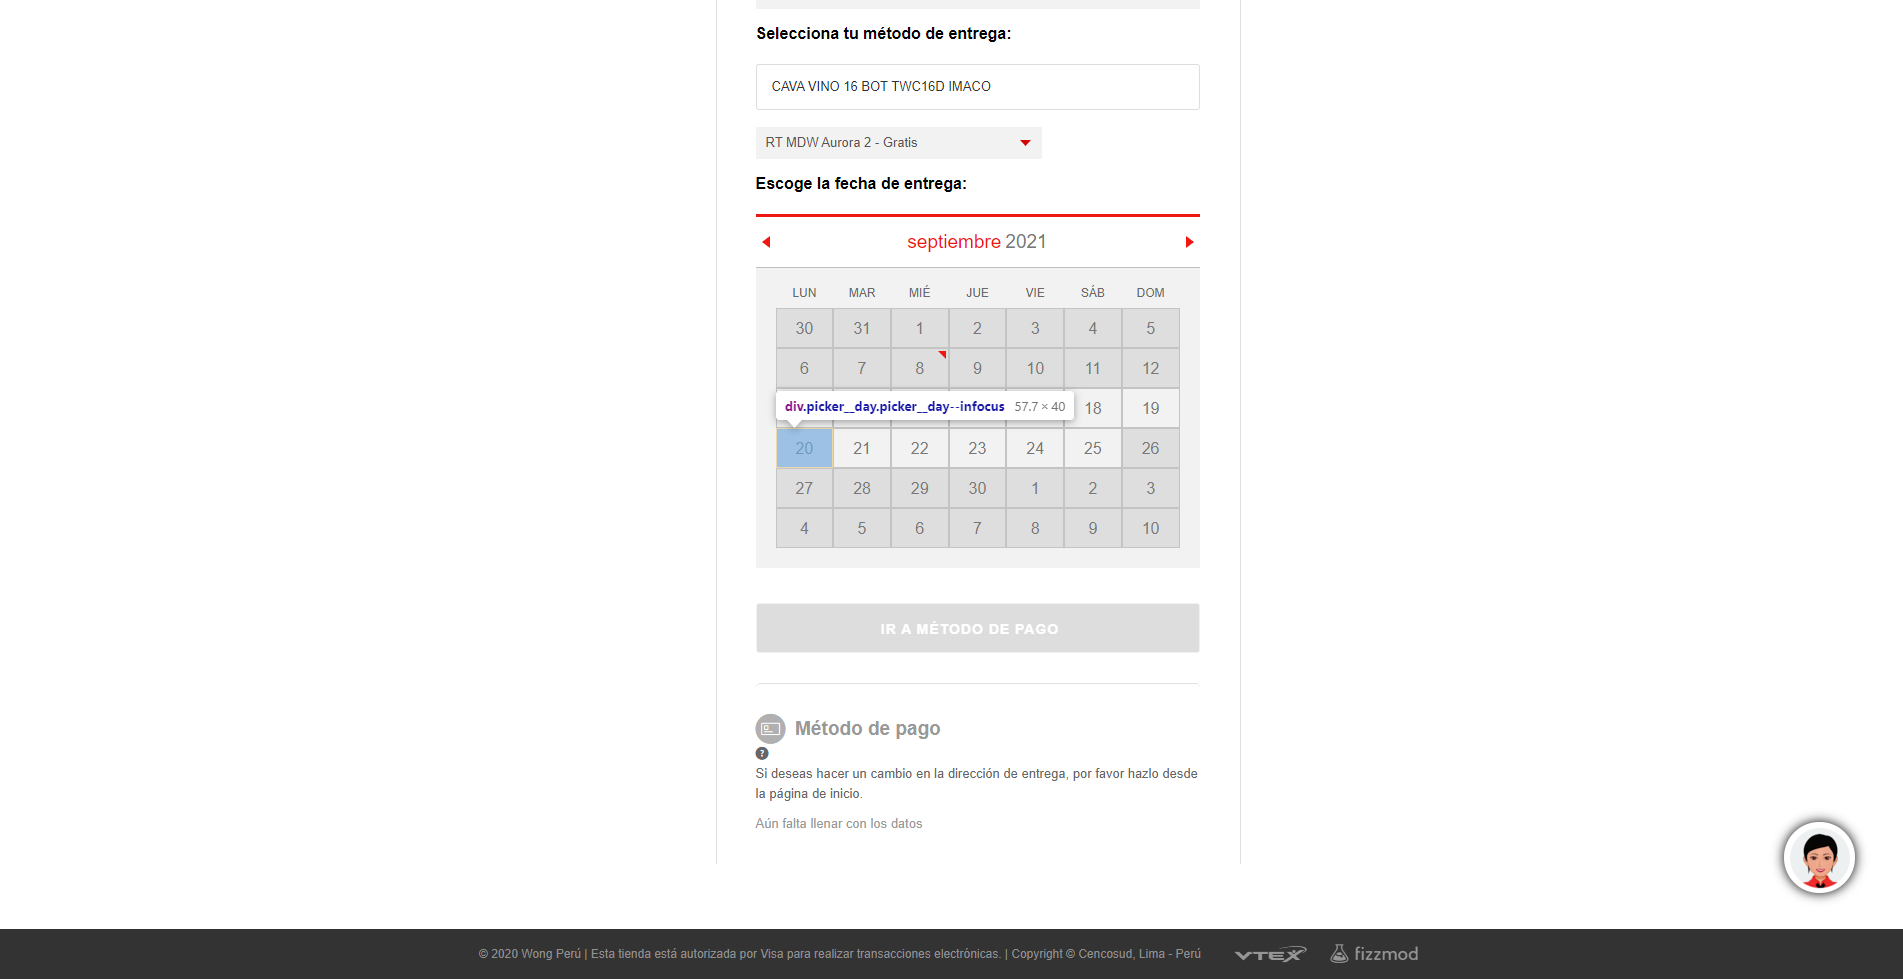 Selecciona tu método de entrega:
CAVA VINO 16 BOT TWC16D IMACO
RT MDW Aurora 2 - Gratis
Escoge la fecha de entrega:
septiembre 2021
LUN MAR MIÉ JUE VIE SÁB DOM
30 31 1 2 3 4 5
6 7 8 9 10 11 12
div.picker__day.picker__day--infocus 57.7 × 40 18 19
20 21 22 23 24 25 26
27 28 29 30 1 2 3
4 5 6 7 8 9 10
IR A MÉTODO DE PAGO
Método de pago
?
Si deseas hacer un cambio en la dirección de entrega, por favor hazlo desde
la página de inicio.
Aún falta llenar con los datos
© 2020 Wong Perú | Esta tienda está autorizada por Visa para realizar transacciones electrónicas. | Copyright © Cencosud, Lima - Perú VTEX fizzmod